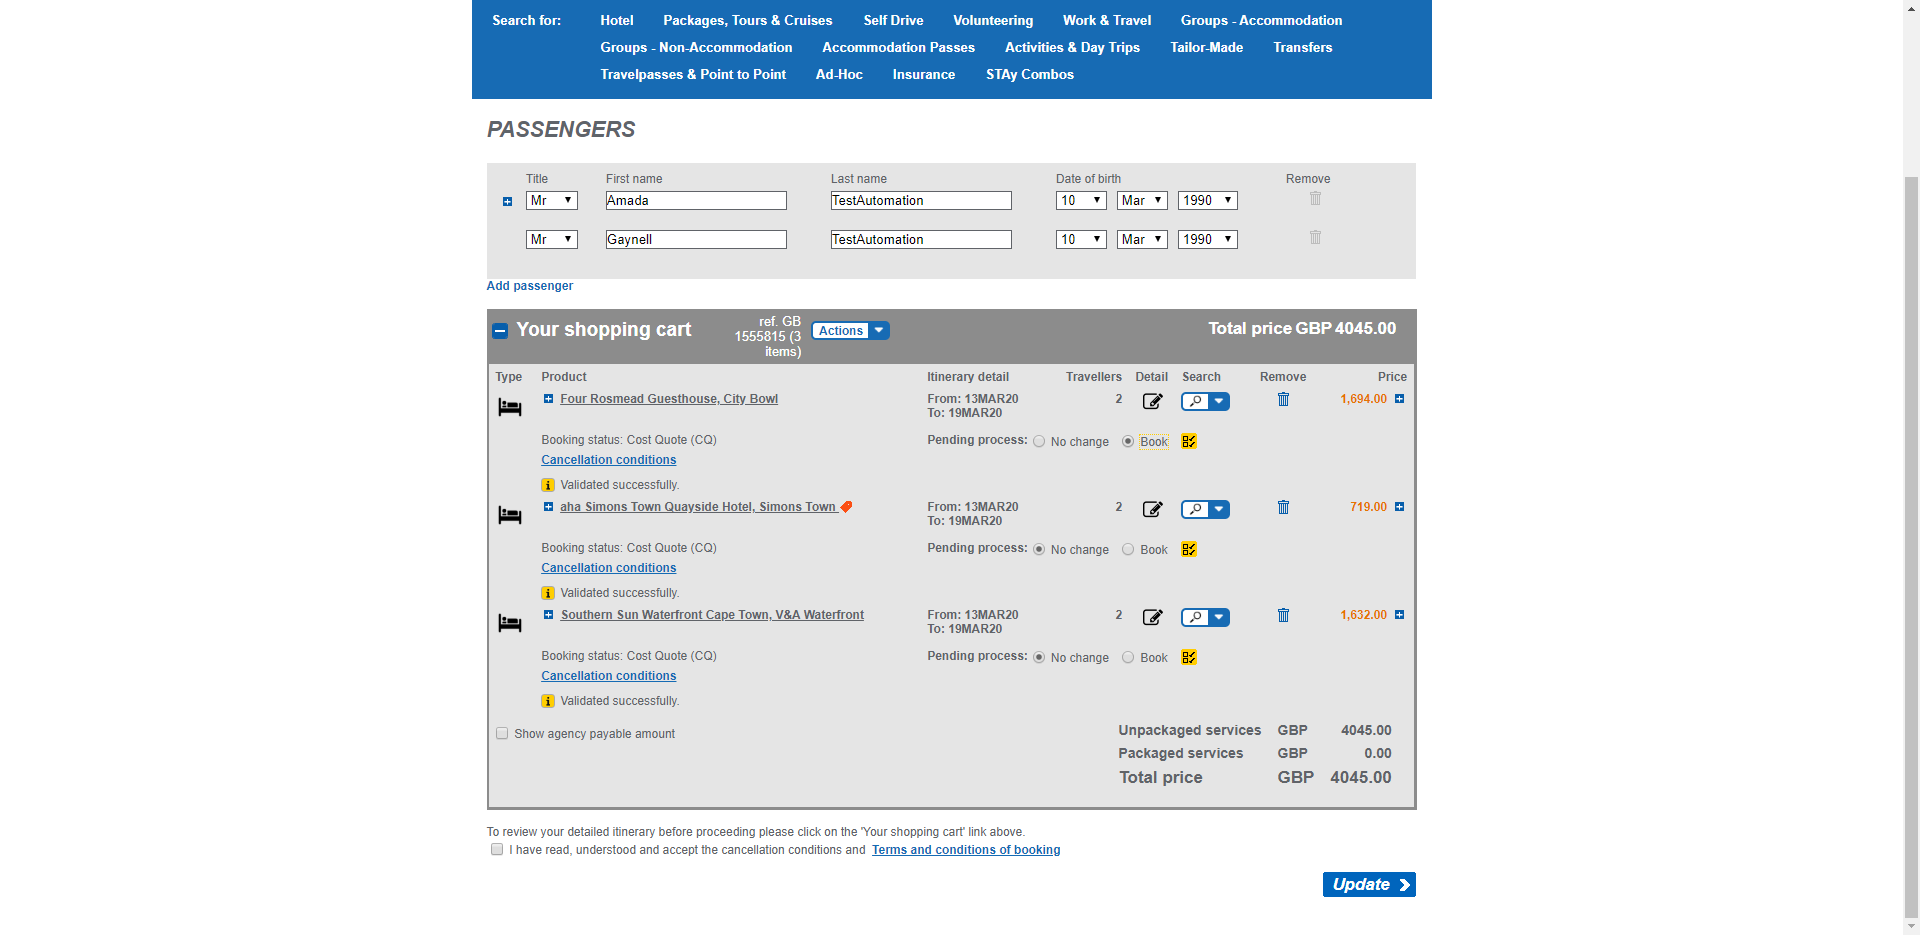 Search for: Hotel Packages, Tours & Cruises Self Drive Volunteering Work & Travel Groups - Accommodation
Groups - Non-Accommodation Accommodation Passes Activities & Day Trips Tailor-Made Transfers
Travelpasses & Point to Point Ad-Hoc Insurance STAy Combos
PASSENGERS
Title First name Last name Date of birth Remove
Mr Amada TestAutomation 10 Mar 1990
Mr Gaynell TestAutomation 10 Mar 1990
Add passenger
Your shopping cart ref. GB 
1555815 (3 
items) Actions Total price GBP 4045.00
Type Product Itinerary detail Travellers Detail Search Remove Price
Four Rosmead Guesthouse, City Bowl From: 13MAR20 2 1,694.00
To: 19MAR20
Booking status: Cost Quote (CQ) Pending process: No change Book
Cancellation conditions
Validated successfully.
aha Simons Town Quayside Hotel, Simons Town From: 13MAR20 2 719.00
To: 19MAR20
Booking status: Cost Quote (CQ) Pending process: No change Book
Cancellation conditions
Validated successfully.
Southern Sun Waterfront Cape Town, V&A Waterfront From: 13MAR20 2 1,632.00
To: 19MAR20
Booking status: Cost Quote (CQ) Pending process: No change Book
Cancellation conditions
Validated successfully.
Show agency payable amount
Unpackaged services GBP 4045.00
Packaged services GBP 0.00
Total price GBP 4045.00
To review your detailed itinerary before proceeding please click on the 'Your shopping cart' link above.
I have read, understood and accept the cancellation conditions and Terms and conditions of booking
Update